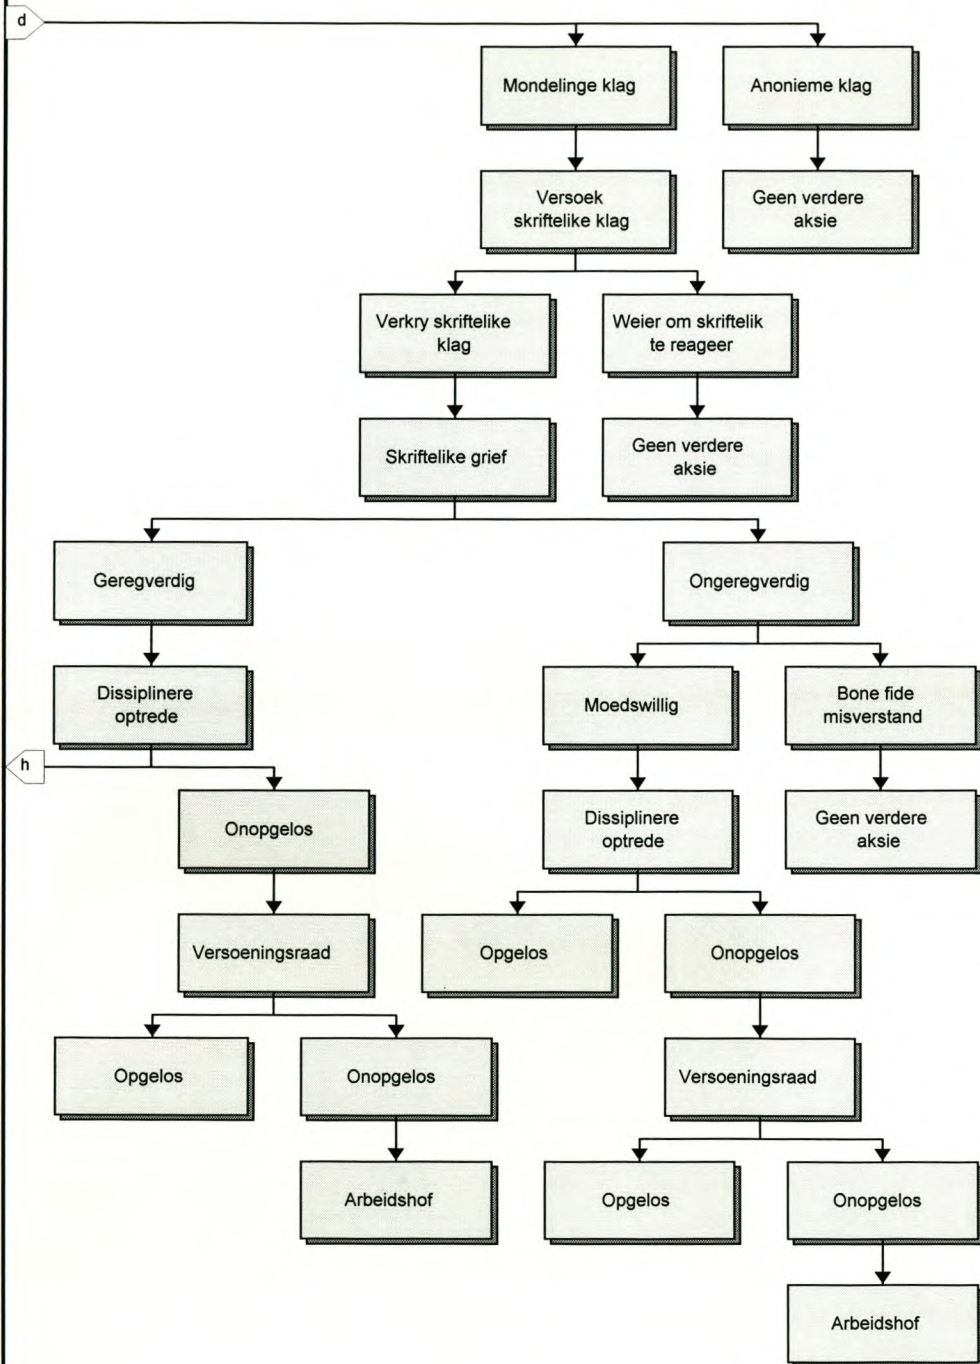 d
Mondelinge klag
Anonieme klag
Versoek
skriftelike klag
Geen verdere
aksie
Verkry skriftelike
klag
Weier om skriftelik
te reageer
Skriftelike grief
Geen verdere
aksie
Geregverdig
Ongeregverdig
Dissiplinere
optrede
Moedswillig
Bone fide
misverstand
h
Onopgelos
Dissiplinere
optrede
Geen verdere
aksie
Versoeningsraad
Opgelos
Onopgelos
Opgelos
Onopgelos
Versoeningsraad
Arbeidshof
Opgelos
Onopgelos
Arbeidshof